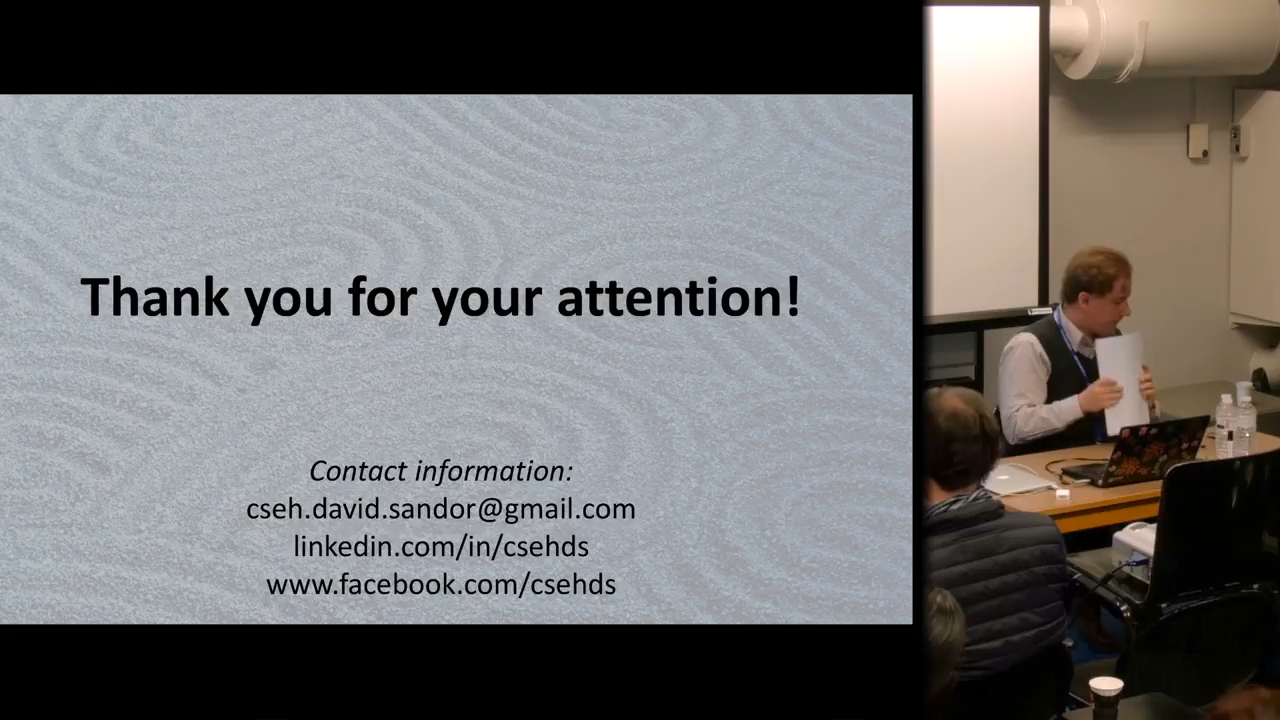 Thank you for your attention!
Contact information:
cseh.david.sandor@gmail.com
linkedin.com/in/csehds
www.facebook.com/csehds